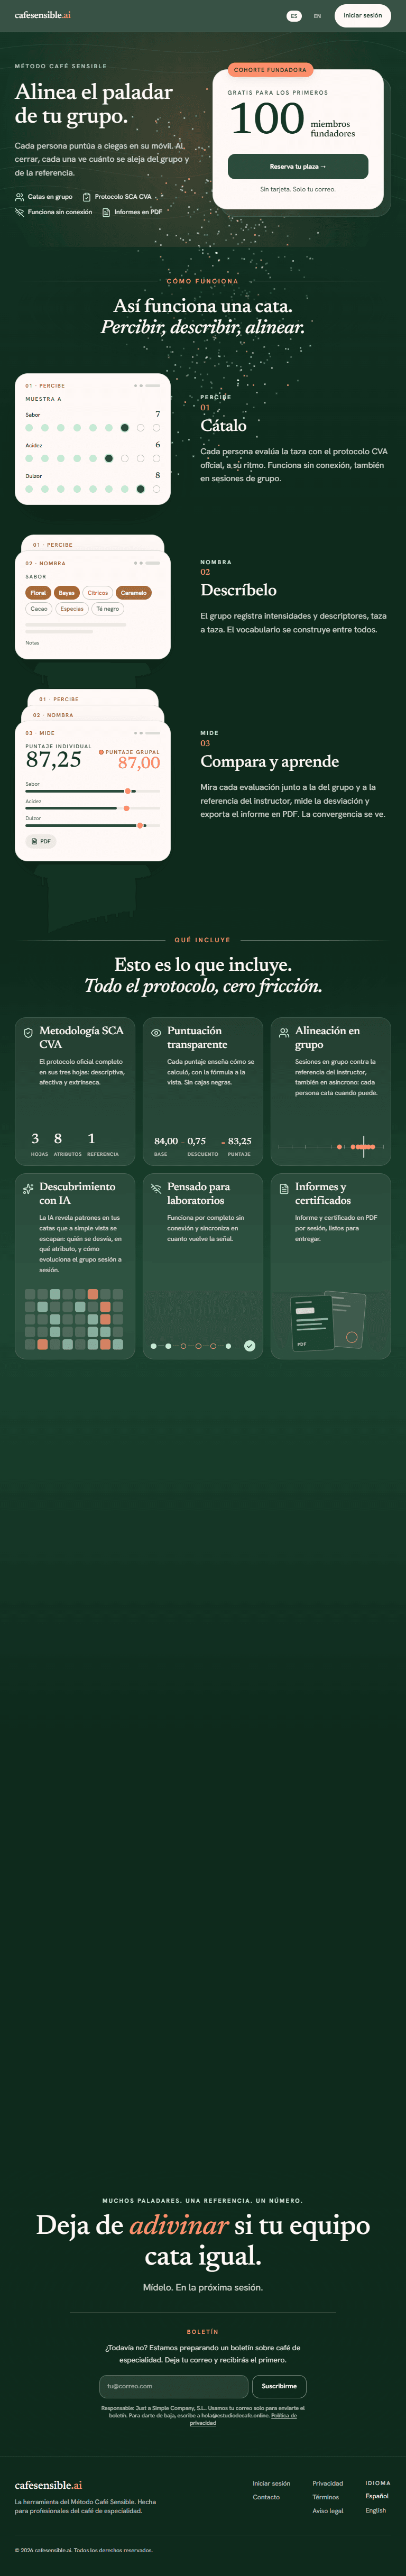 cafesensible.ai
ES
EN
Iniciar sesión
MÉTODO CAFÉ SENSIBLE
Alinea el paladar
de tu grupo.
Cada persona puntúa a ciegas en su móvil. Al
cerrar, cada una ve cuánto se aleja del grupo y
de la referencia.
Catas en grupo
Protocolo SCA CVA
Funciona sin conexión
Informes en PDF
COHORTE FUNDADORA
GRATIS PARA LOS PRIMEROS
100 miembros
fundadores
Reserva tu plaza →
Sin tarjeta. Solo tu correo.
CÓMO FUNCIONA
Así funciona una cata.
Percibir, describir, alinear.
01 · PERCIBE
MUESTRA A
Sabor 7
Acidez 6
Dulzor 8
PERCIBE
01
Cátalo
Cada persona evalúa la taza con el protocolo CVA
oficial, a su ritmo. Funciona sin conexión, también
en sesiones de grupo.
01 · PERCIBE
02 · NOMBRA
SABOR
Floral
Bayas
Cítricos
Caramelo
Cacao
Especias
Té negro
Notas
NOMBRA
02
Descríbelo
El grupo registra intensidades y descriptores, taza
a taza. El vocabulario se construye entre todos.
01 · PERCIBE
02 · NOMBRA
03 · MIDE
PUNTAJE INDIVIDUAL
87,25
PUNTAJE GRUPAL
87,00
Sabor
Acidez
Dulzor
PDF
MIDE
03
Compara y aprende
Mira cada evaluación junto a la del grupo y a la
referencia del instructor, mide la desviación y
exporta el informe en PDF. La convergencia se ve.
QUÉ INCLUYE
Esto es lo que incluye.
Todo el protocolo, cero fricción.
Metodología SCA
CVA
El protocolo oficial completo
en sus tres hojas: descriptiva,
afectiva y extrínseca.
3 8 1
HOJAS ATRIBUTOS REFERENCIA
Puntuación
transparente
Cada puntaje enseña cómo se
calculó, con la fórmula a la
vista. Sin cajas negras.
84,00 − 0,75 = 83,25
BASE DESCUENTO PUNTAJE
Alineación en
grupo
Sesiones en grupo contra la
referencia del instructor,
también en asíncrono: cada
persona cata cuando puede.
Descubrimiento
con IA
La IA revela patrones en tus
catas que a simple vista se
escapan: quién se desvía, en
qué atributo, y cómo
evoluciona el grupo sesión a
sesión.
Pensado para
laboratorios
Funciona por completo sin
conexión y sincroniza en
cuanto vuelve la señal.
Informes y
certificados
Informe y certificado en PDF
por sesión, listos para
entregar.
PDF
MUCHOS PALADARES. UNA REFERENCIA. UN NÚMERO.
Deja de adivinar si tu equipo
cata igual.
Mídelo. En la próxima sesión.
BOLETÍN
¿Todavía no? Estamos preparando un boletín sobre café de
especialidad. Deja tu correo y recibirás el primero.
tu@correo.com
Suscribirme
Responsable: Just a Simple Company, S.L.. Usamos tu correo solo para enviarte el
boletín. Para darte de baja, escribe a hola@estudiodecafe.online. Política de
privacidad
cafesensible.ai
La herramienta del Método Café Sensible. Hecha
para profesionales del café de especialidad.
Iniciar sesión
Contacto
Privacidad
Términos
Aviso legal
IDIOMA
Español
English
© 2026 cafesensible.ai. Todos los derechos reservados.